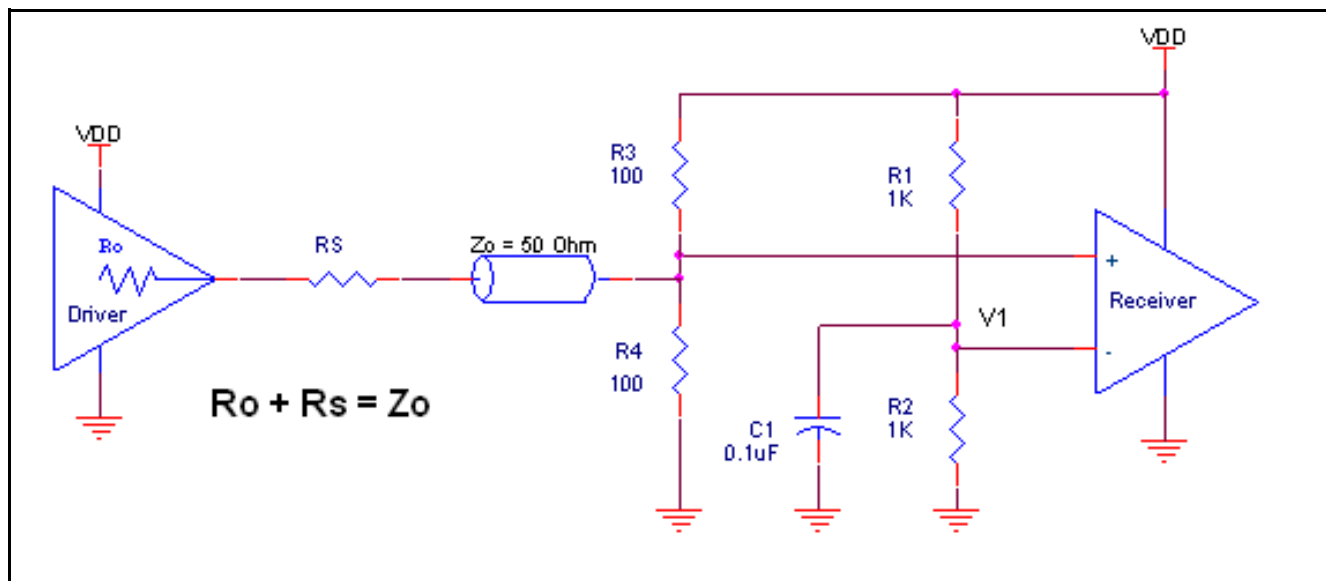 VDD
VDD
R3
100
R1
1K
Ro
RS
Zo = 50 Ohm
+
Driver
Receiver
V1
-
R4
100
Ro + Rs = Zo
C1
0.1uF
R2
1K